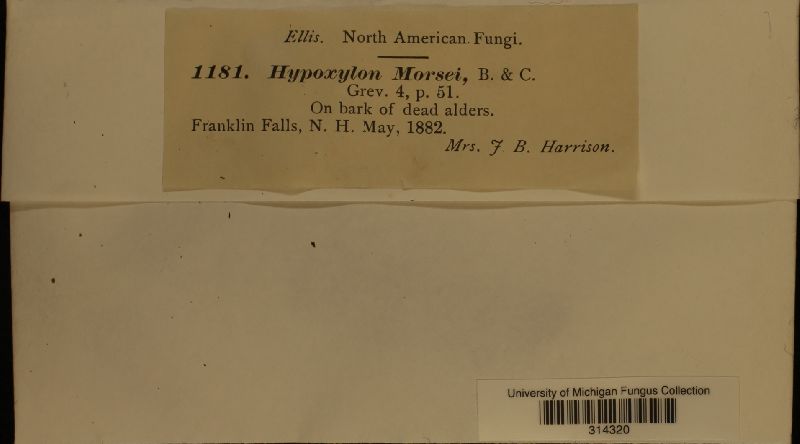 Ellis. North American Fungi.
1181. Hypoxylon Morsei, B. & C.
Grev. 4, p. 51.
On bark of dead alders.
Franklin Falls, N. H. May, 1882.
Mrs. J B. Harrison.
University of Michigan Fungus Collection
314320